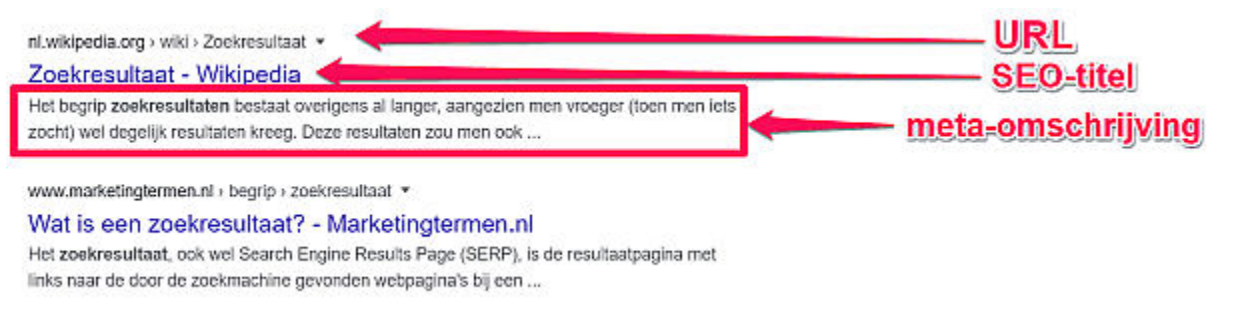 nl.wikipedia.org › wiki › Zoekresultaat ▾
URL
Zoekresultaat - Wikipedia
SEO-titel
Het begrip zoekresultaten bestaat overigens al langer, aangezien men vroeger (toen men iets
zocht) wel degelijk resultaten kreeg. Deze resultaten zou men ook ...
meta-omschrijving
www.marketingtermen.nl › begrip › zoekresultaat ▾
Wat is een zoekresultaat? - Marketingtermen.nl
Het zoekresultaat, ook wel Search Engine Results Page (SERP), is de resultaatpagina met
links naar de door de zoekmachine gevonden webpagina's bij een ...